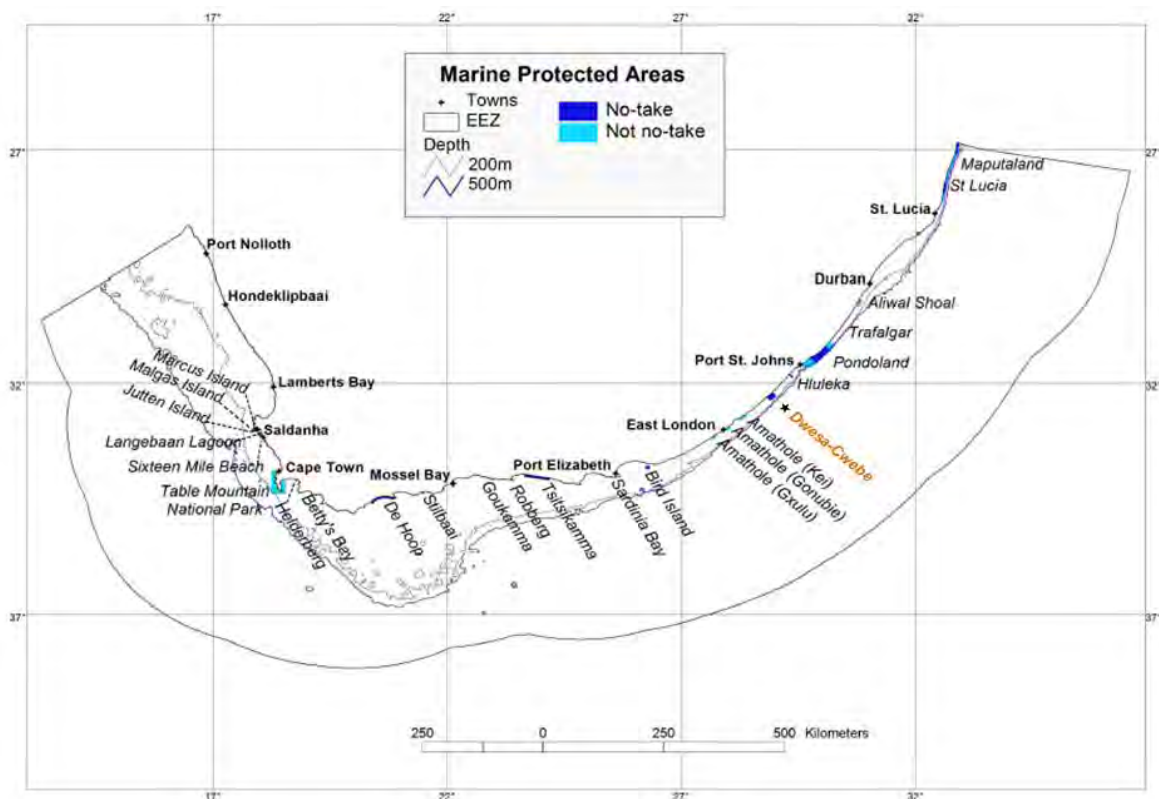 17°
22°
27°
32°
Marine Protected Areas
Towns
EEZ
Depth
200m
500m
No-take
Not no-take
27°
27°
Maputaland
St Lucia
St. Lucia
Port Nolloth
Durban
Hondeklipbaai
Aliwal Shoal
Trafalgar
Port St. Johns
Pondoland
Marcus Island
Malgas Island
Jutten Island
Lamberts Bay
32°
32°
Hluleka
Dwesa-Cwebe
Saldanha
East London
Amathole (Kei)
Amathole (Gonubie)
Amathole (Gxulu)
Langebaan Lagoon
Sixteen Mile Beach
Cape Town
Mossel Bay
Port Elizabeth
Table Mountain
National Park
Helderberg
Betty's Bay
De Hoop
Stilbaai
Goukamma
Robberg
Tsitsikamma
Sardinia Bay
Bird Island
37°
37°
250
0
250
500
Kilometers
17°
22°
27°
32°